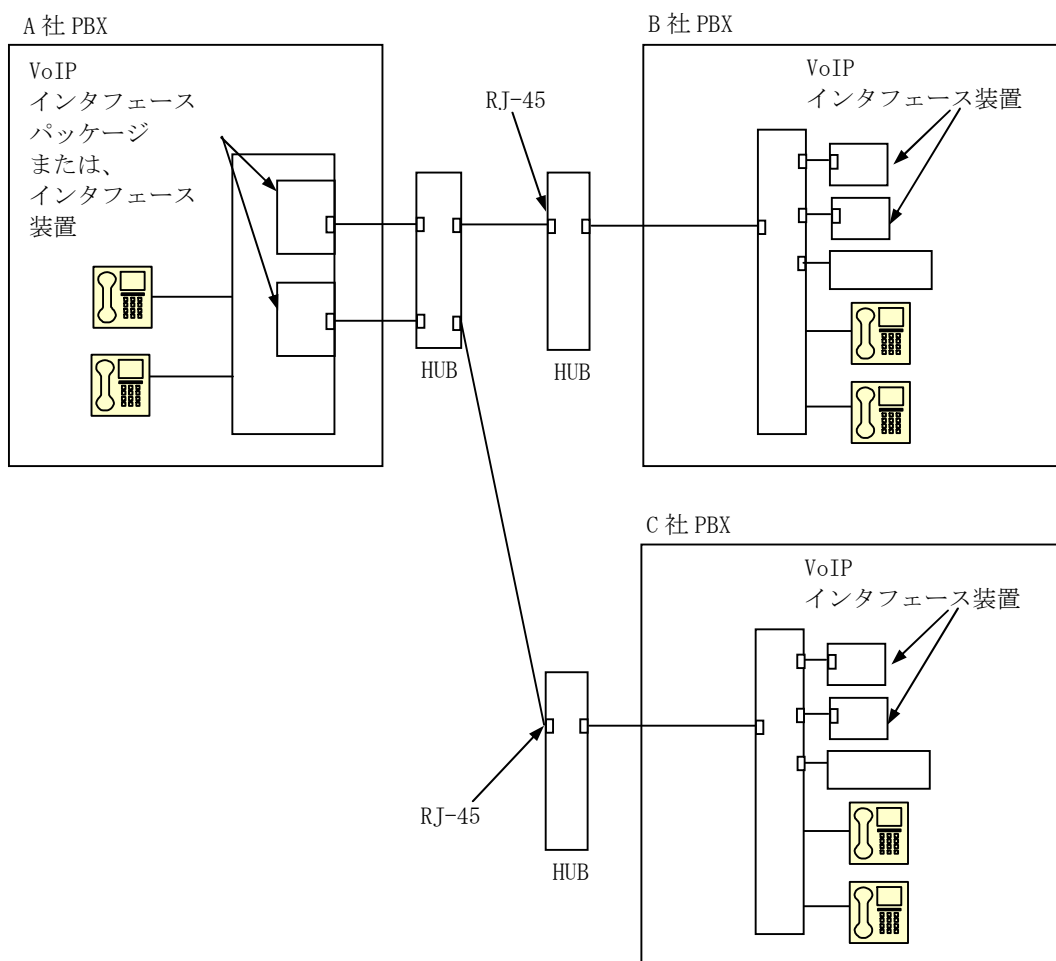 A 社 PBX
VoIP
インタフェース
パッケージ
または、
インタフェース
装置
HUB
RJ-45
HUB
B 社 PBX
VoIP
インタフェース装置
C 社 PBX
VoIP
インタフェース装置
RJ-45
HUB